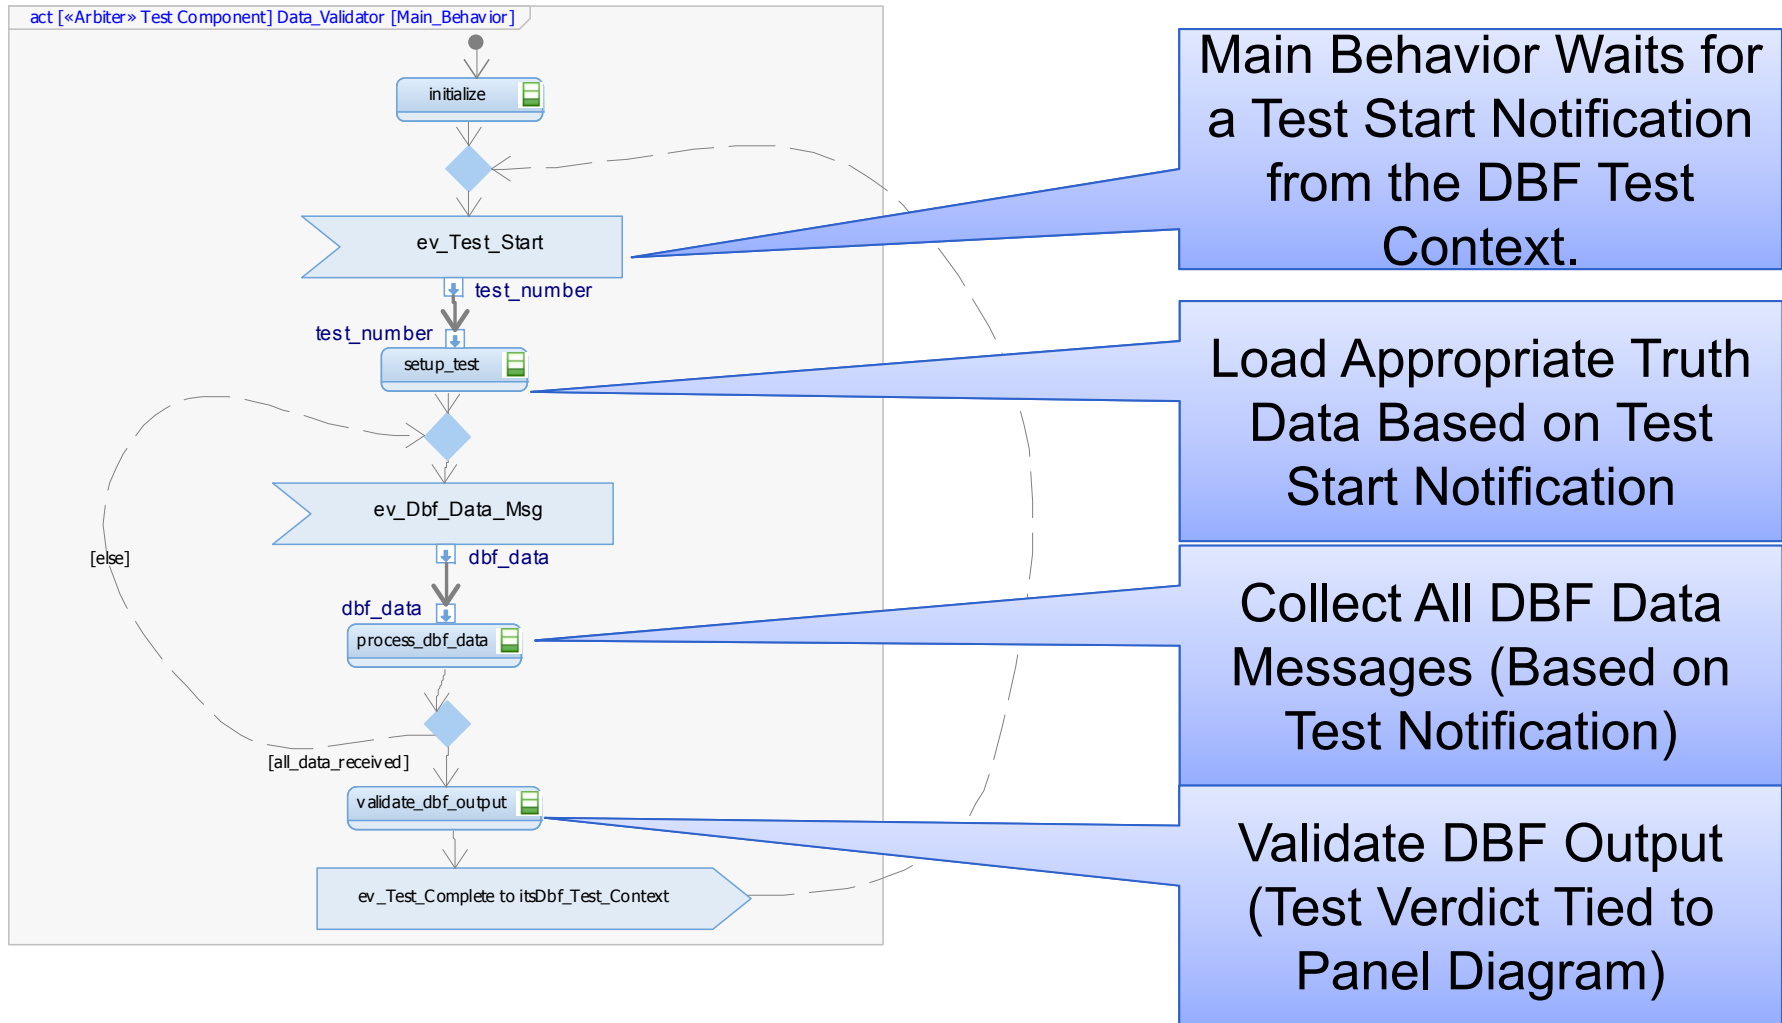 act [«Arbiter» Test Component] Data_Validator [Main_Behavior]
initialize
ev_Test_Start
test_number
test_number
setup_test
ev_Dbf_Data_Msg
[else]
dbf_data
dbf_data
process_dbf_data
[all_data_received]
validate_dbf_output
ev_Test_Complete to itsDbf_Test_Context
Main Behavior Waits for
a Test Start Notification
from the DBF Test
Context.
Load Appropriate Truth
Data Based on Test
Start Notification
Collect All DBF Data
Messages (Based on
Test Notification)
Validate DBF Output
(Test Verdict Tied to
Panel Diagram)